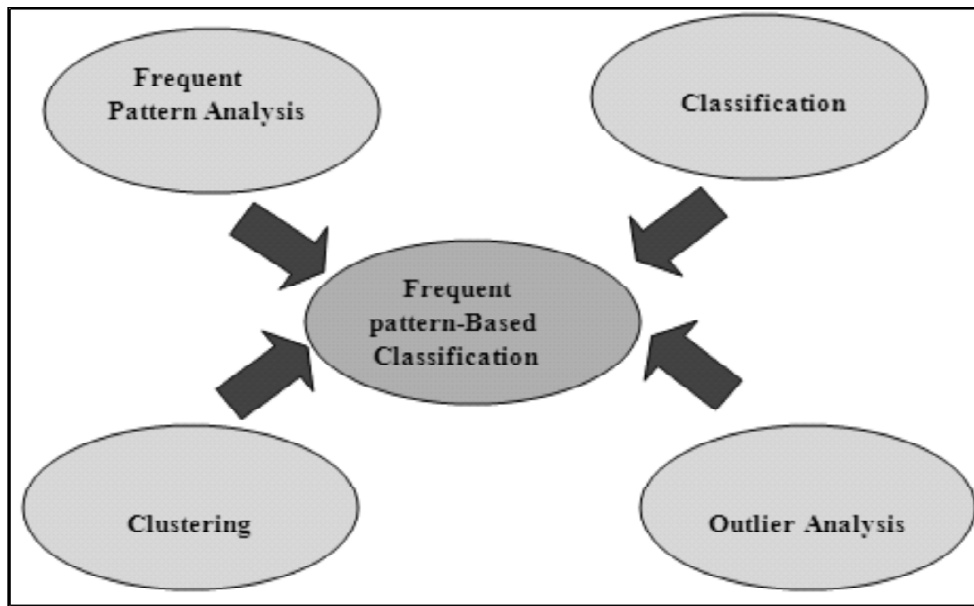 Frequent
Pattern Analysis
Classification
Frequent
pattern-Based
Classification
Clustering
Outlier Analysis